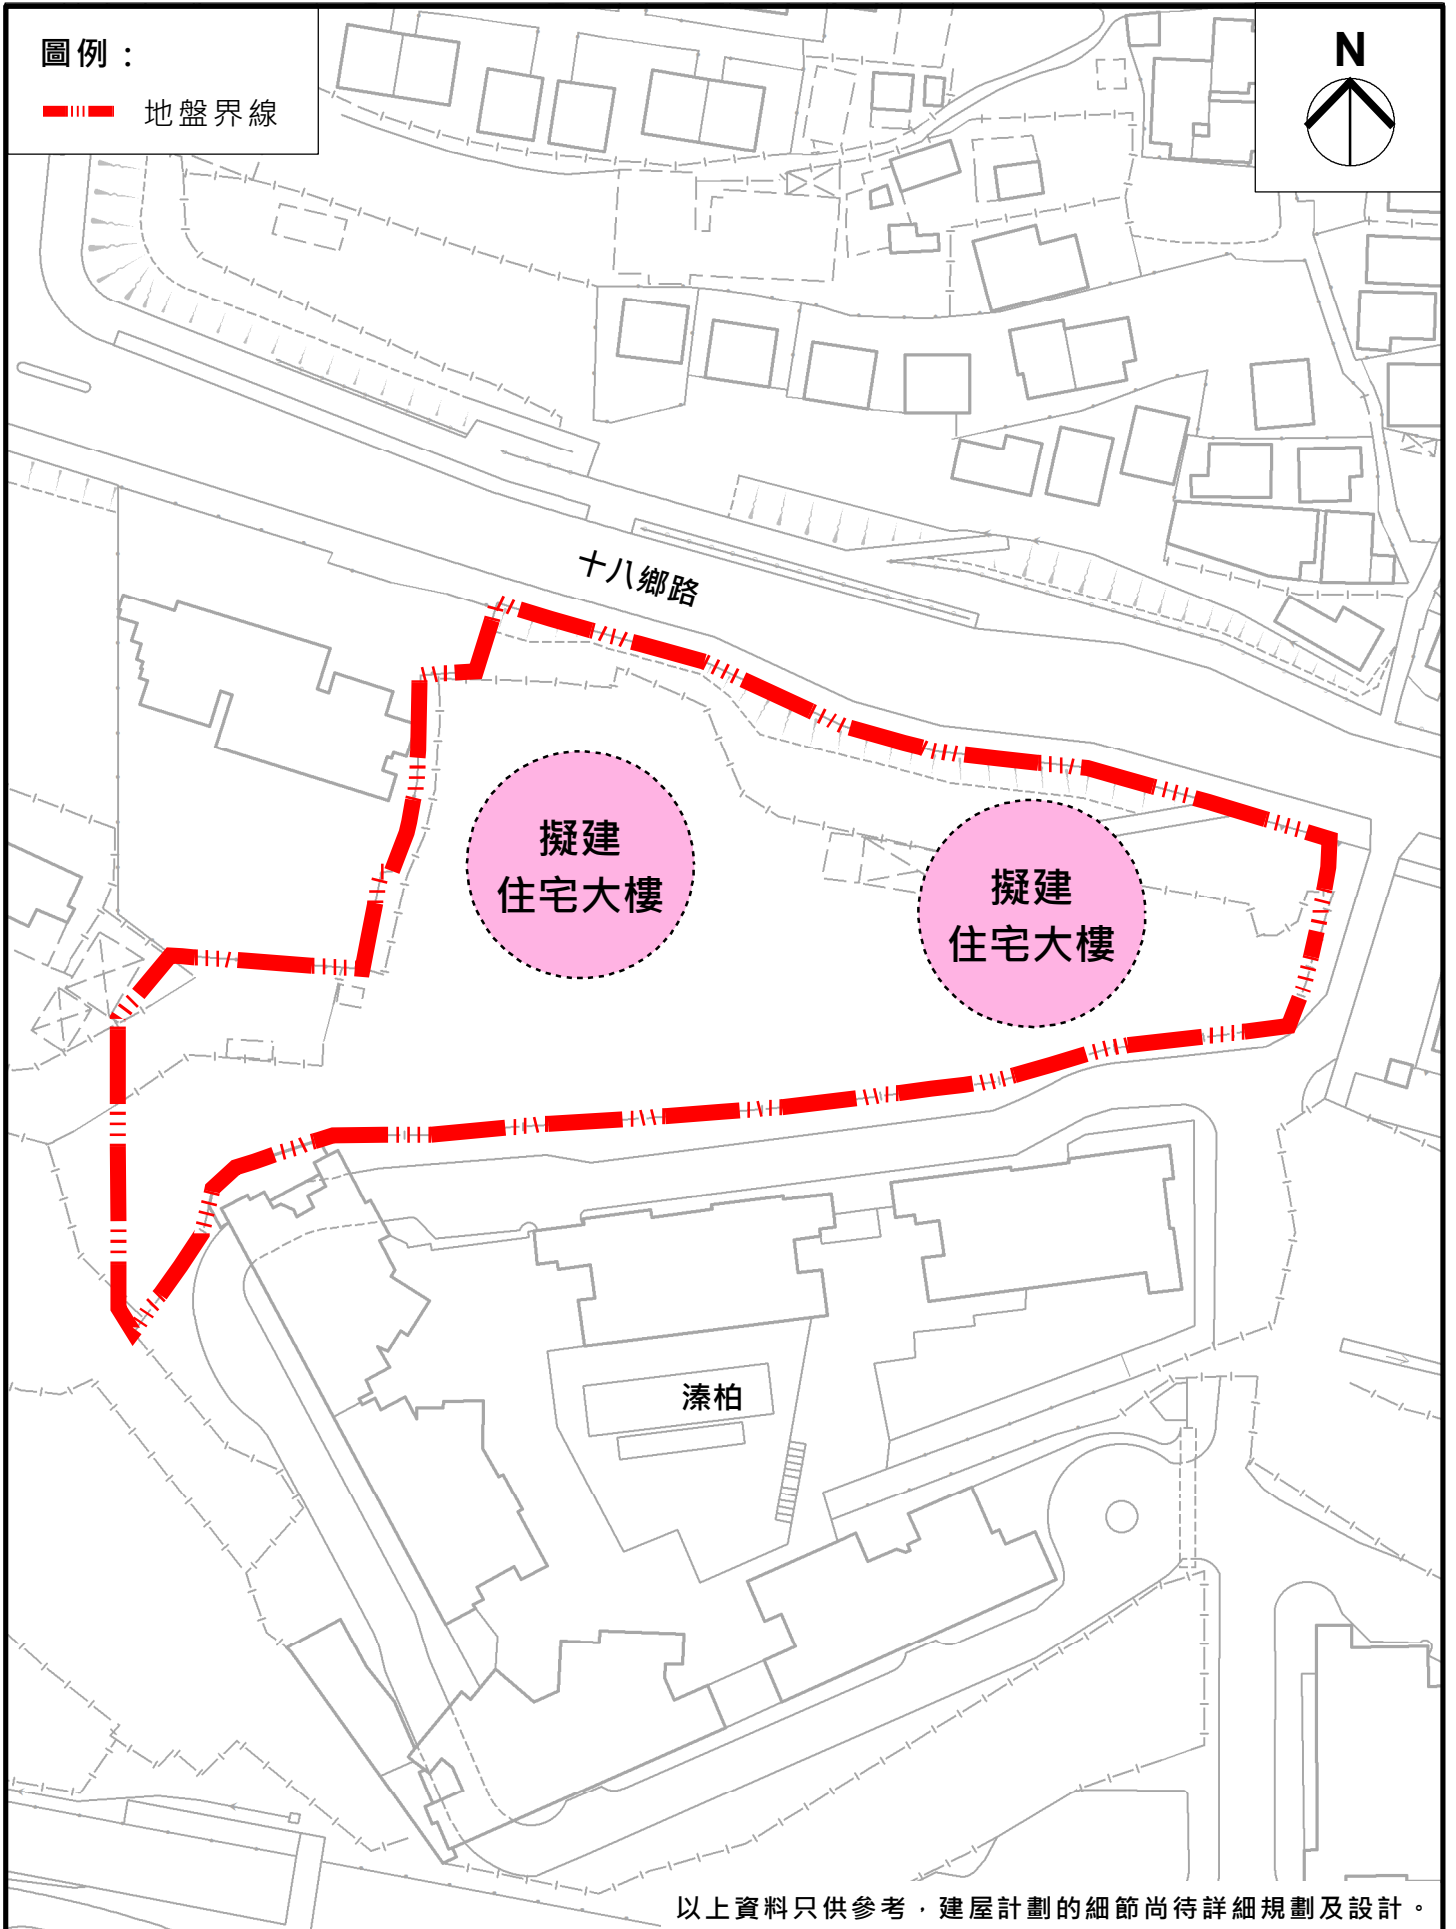 圖例：
地盤界線
N
十八鄉路
擬建
住宅大樓
擬建
住宅大樓
溱柏
以上資料只供參考，建屋計劃的細節尚待詳細規劃及設計。